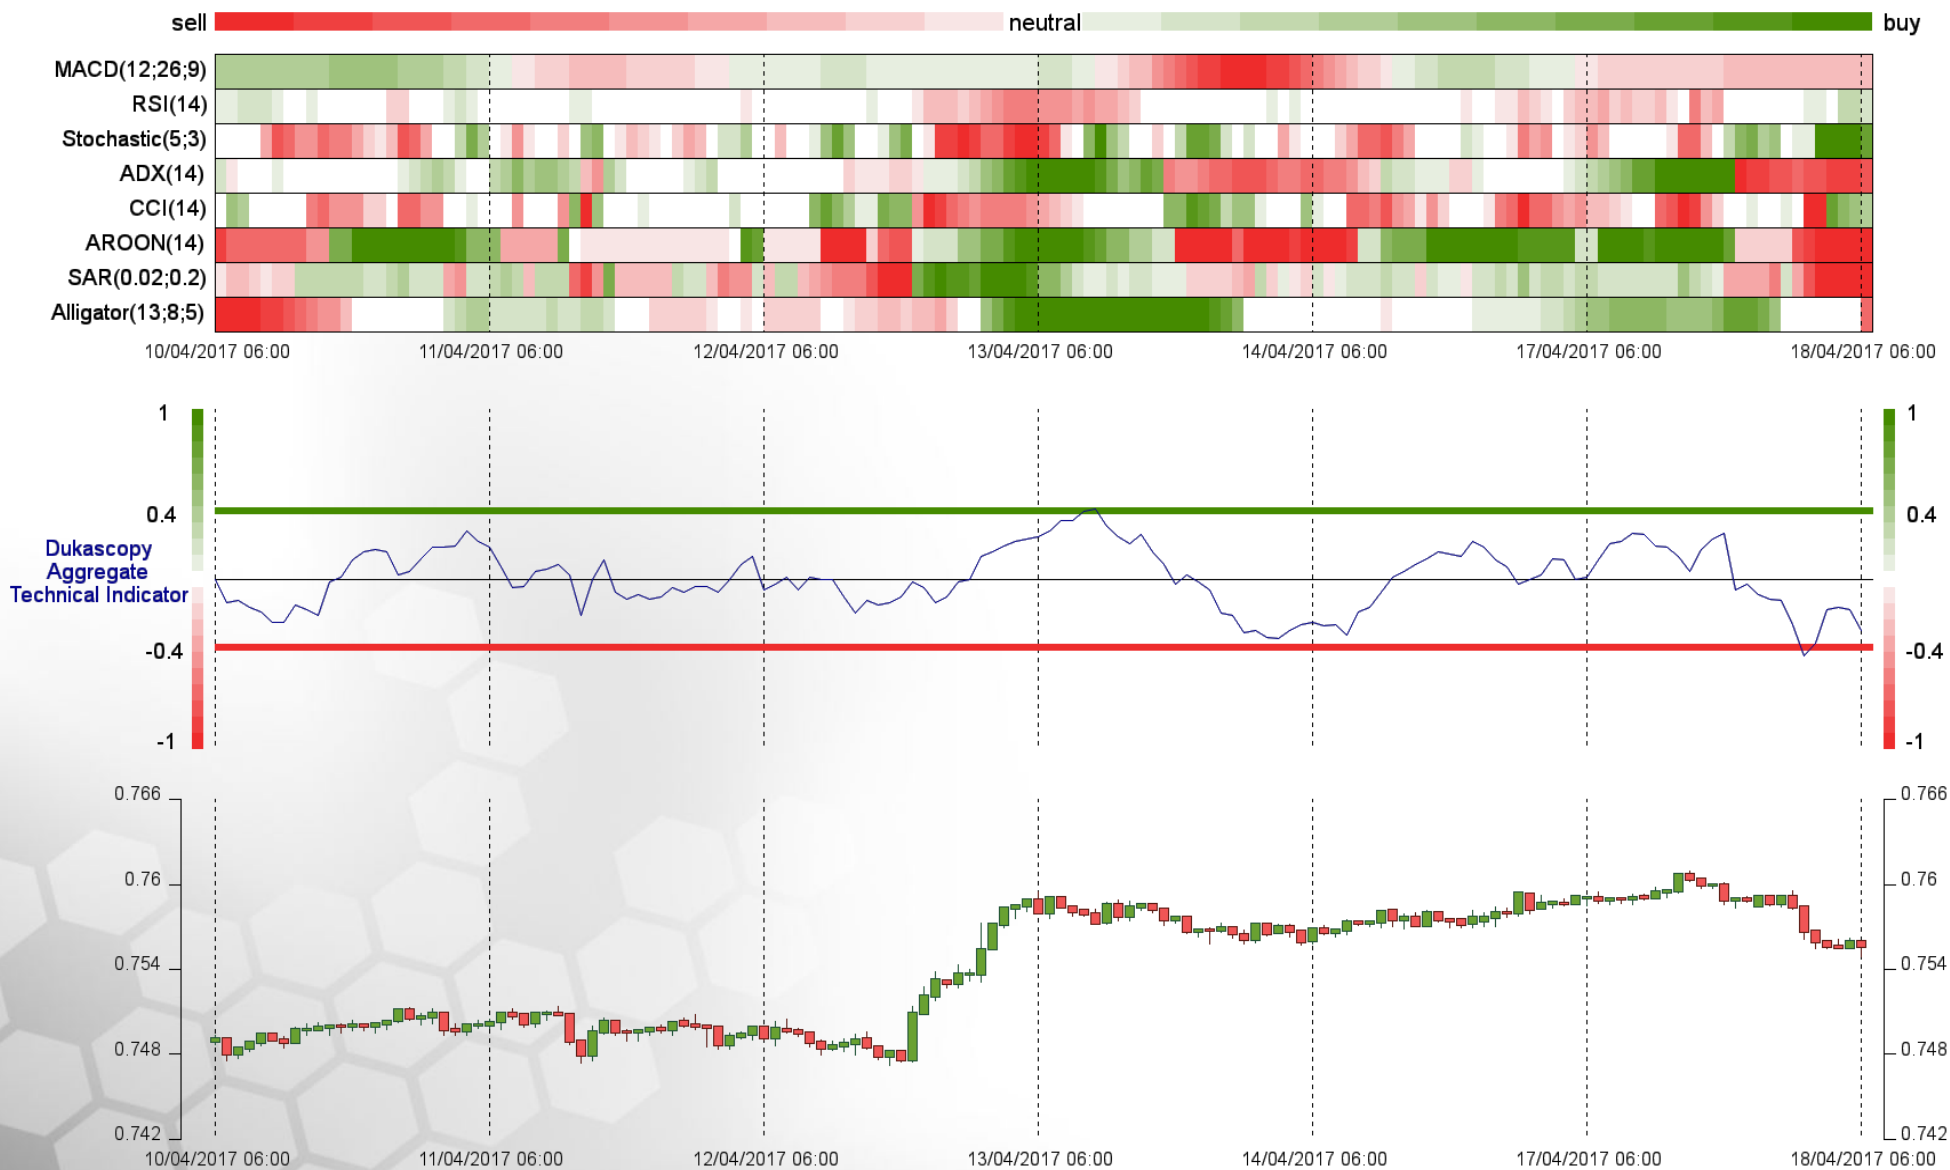 sell neutral buy
MACD(12;26;9)
RSI(14)
Stochastic(5;3)
ADX(14)
CCI(14)
AROON(14)
SAR(0.02;0.2)
Alligator(13;8;5)
10/04/2017 06:00 11/04/2017 06:00 12/04/2017 06:00 13/04/2017 06:00 14/04/2017 06:00 17/04/2017 06:00 18/04/2017 06:00
1 1
0.4 0.4
Dukascopy
Aggregate
Technical Indicator
-0.4 -0.4
-1 -1
0.766 0.766
0.76 0.76
0.754 0.754
0.748 0.748
0.742 0.742
10/04/2017 06:00 11/04/2017 06:00 12/04/2017 06:00 13/04/2017 06:00 14/04/2017 06:00 17/04/2017 06:00 18/04/2017 06:00